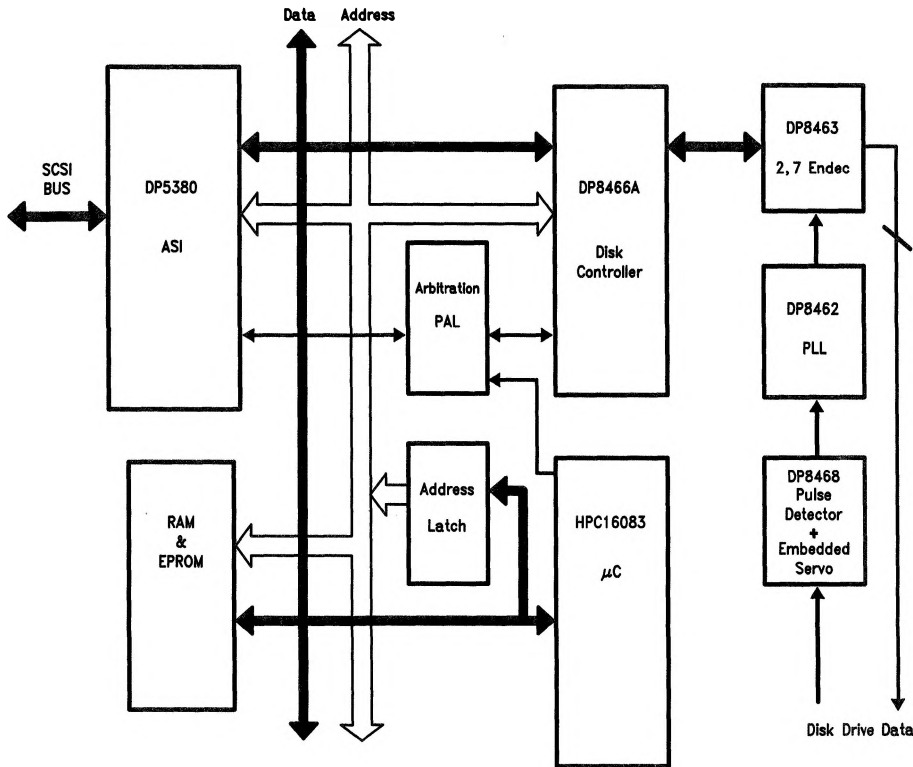 Data Address
SCSI
BUS
DP5380
ASI
DP8466A
Disk
Controller
DP8463
2,7 Endec
Arbitration
PAL
DP8462
PLL
RAM
&
EPROM
Address
Latch
HPC16083
μC
DP8468
Pulse
Detector
+
Embedded
Servo
Disk Drive Data